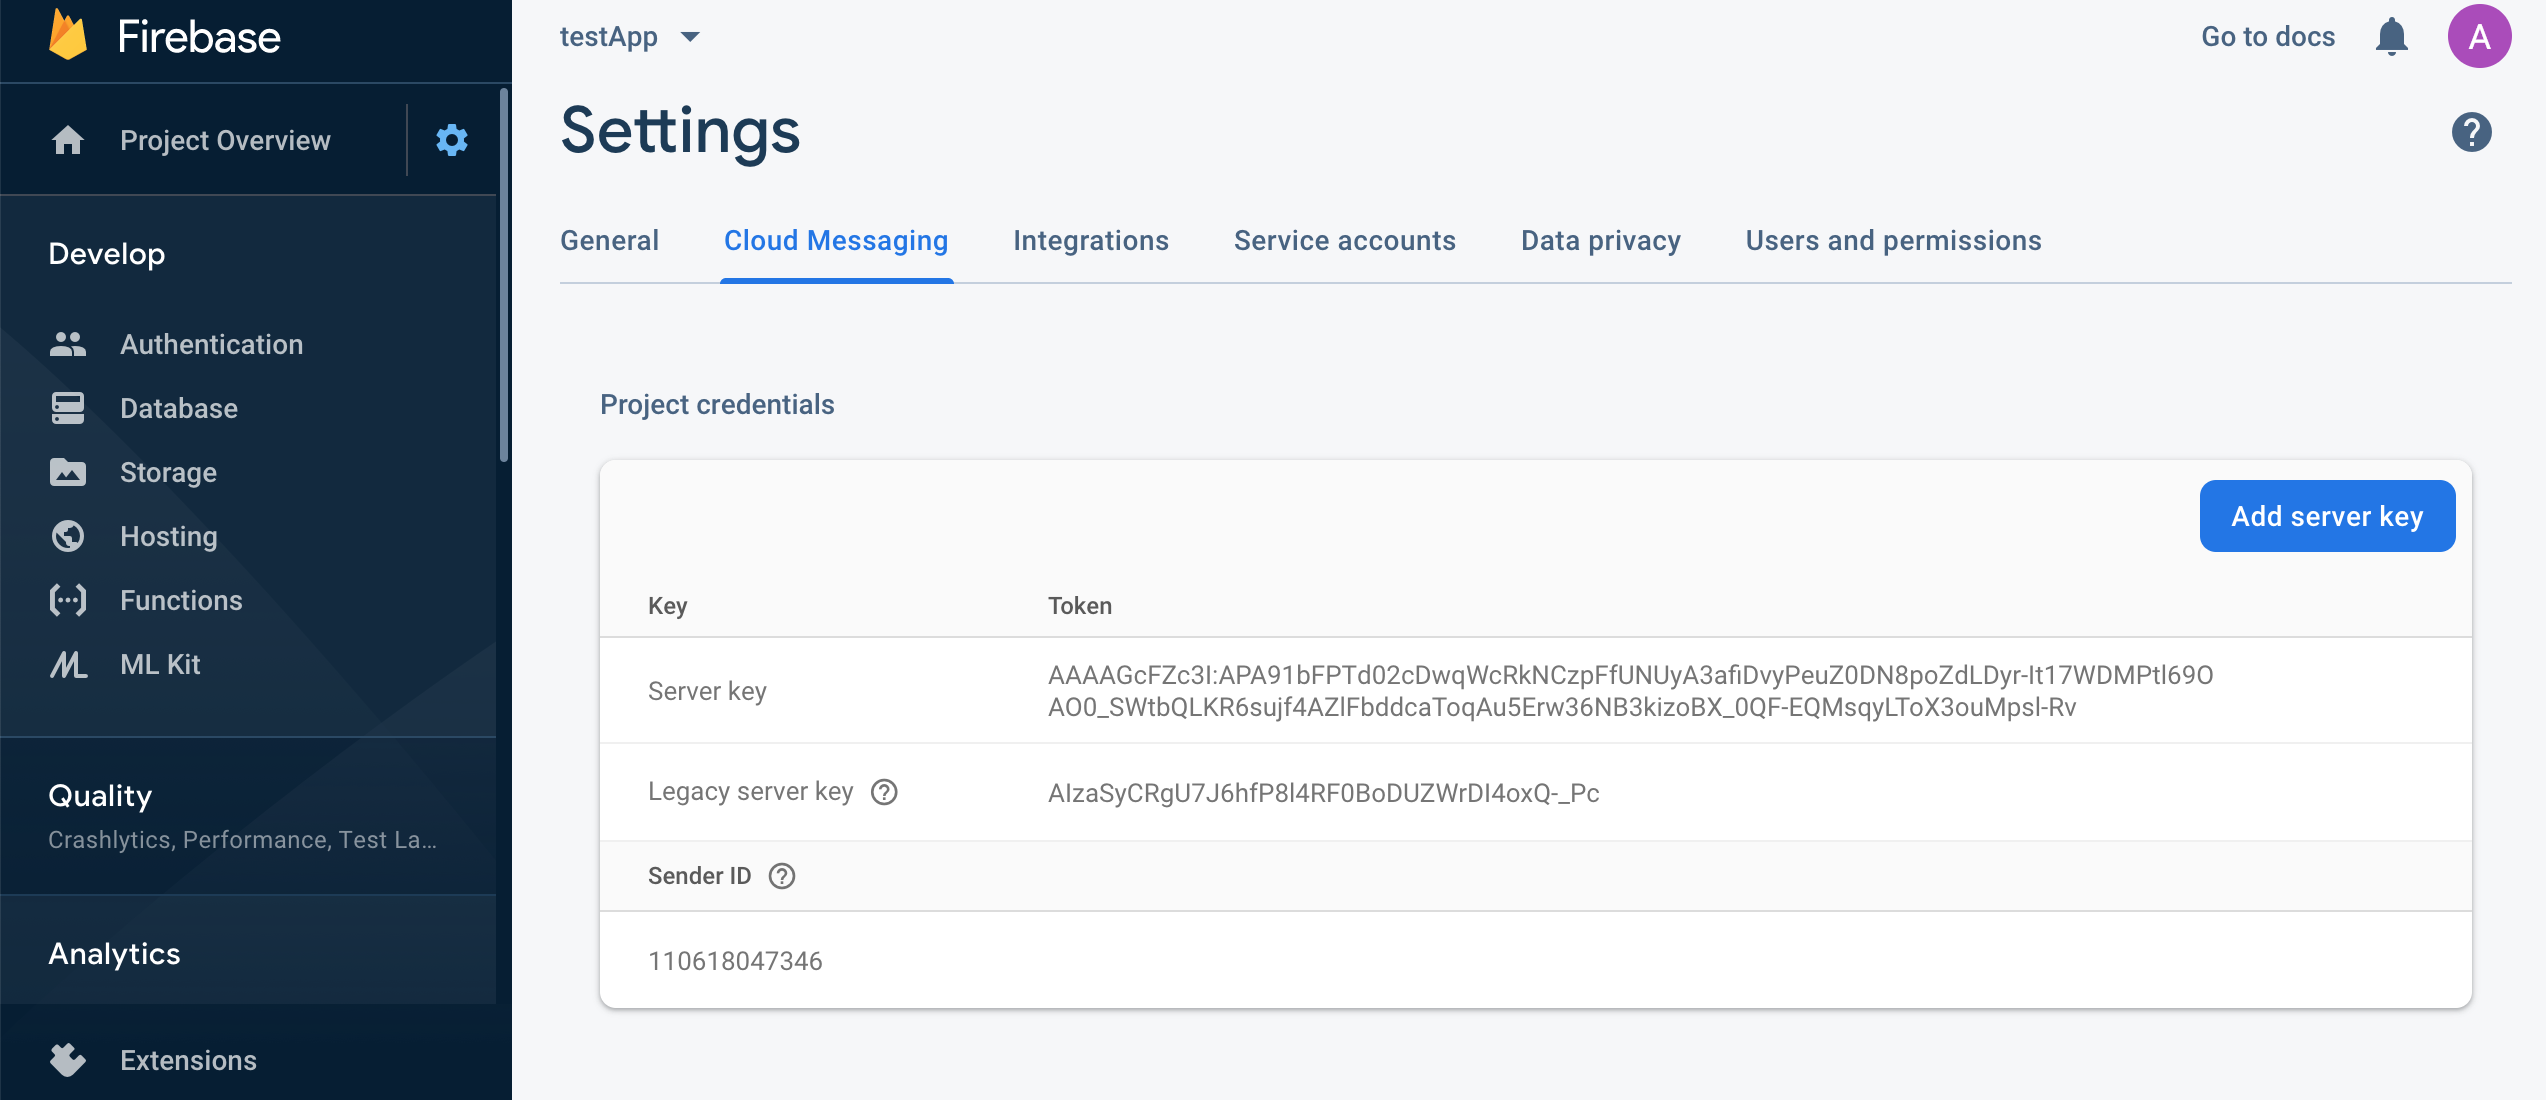 Firebase
testApp
Go to docs
A
Project Overview
Settings
?
General Cloud Messaging Integrations Service accounts Data privacy Users and permissions
Develop
Authentication
Database
Storage
Hosting
Functions
ML Kit
Quality
Crashlytics, Performance, Test La...
Analytics
Extensions
Project credentials
Add server key
Key Token
Server key
AAAAGcFZc3I:APA91bFPTd02cDwqWcRkNCzpFfUNUyA3afiDvyPeuZ0DN8poZdLDyr-It17WDMPtl69O
AO0_SWtbQLKR6sujf4AZlFbddcaToqAu5Erw36NB3kizoBX_0QF-EQMsqyLToX3ouMpsl-Rv
Legacy server key ? AIzaSyCRgU7J6hfP8l4RF0BoDUZWrDI4oxQ-_Pc
Sender ID ?
110618047346